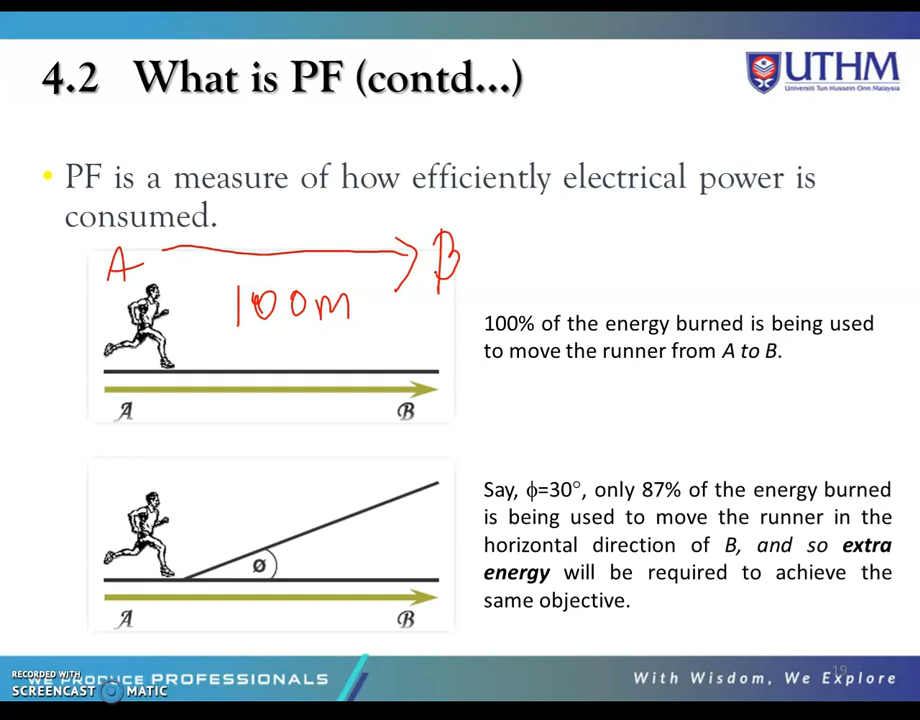 4.2 What is PF (contd...)
UTHM
Universiti Tun Hussein Onn Malaysia
• PF is a measure of how efficiently electrical power is
consumed.
A B
100m
A B
100% of the energy burned is being used
to move the runner from A to B.
ø
A B
Say, ϕ=30°, only 87% of the energy burned
is being used to move the runner in the
horizontal direction of B, and so extra
energy will be required to achieve the
same objective.
19
RECORDED WITH
SCREENCAST MATIC
WE PRODUCE PROFESSIONALS
With Wisdom, We Explore